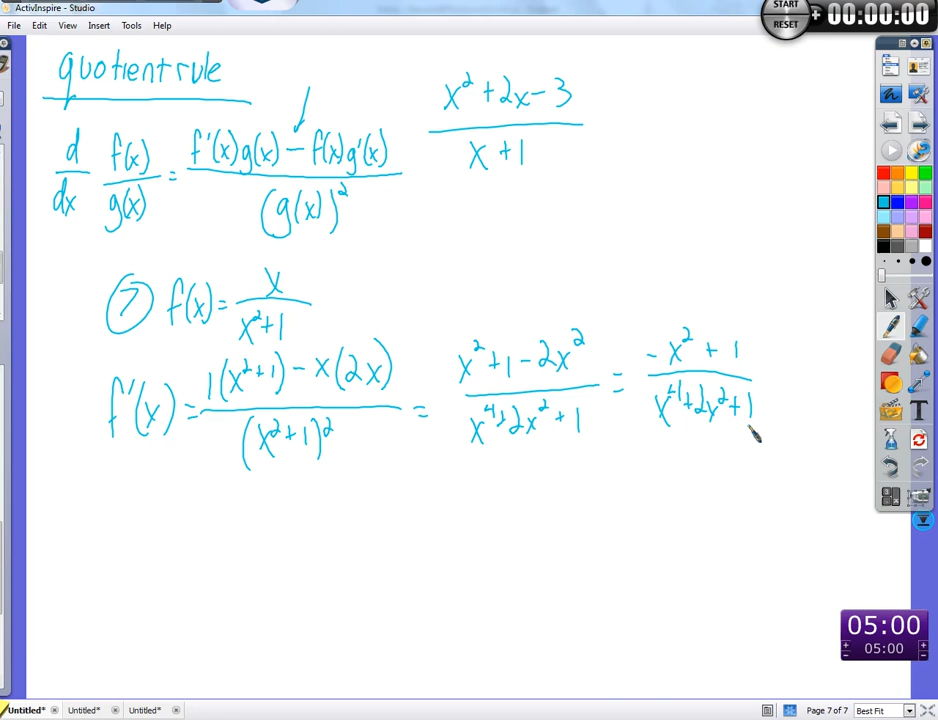 ActivInspire - Studio
START
RESET
+
-
00:00:00
File Edit View Insert Tools Help
quotient rule
d/dx f(x)/g(x) = (f'(x)g(x) - f(x)g'(x))/(g(x))²
(x² + 2x - 3)/(x + 1)
⑦ f(x) = x/(x²+1)
f'(x) = (1(x²+1) - x(2x))/(x²+1)² = (x²+1-2x²)/(x⁴+2x²+1) = (-x²+1)/(x⁴+2x²+1)
05:00
+ 05:00 +
- -
Untitled* Untitled* Untitled*
Page 7 of 7 Best Fit